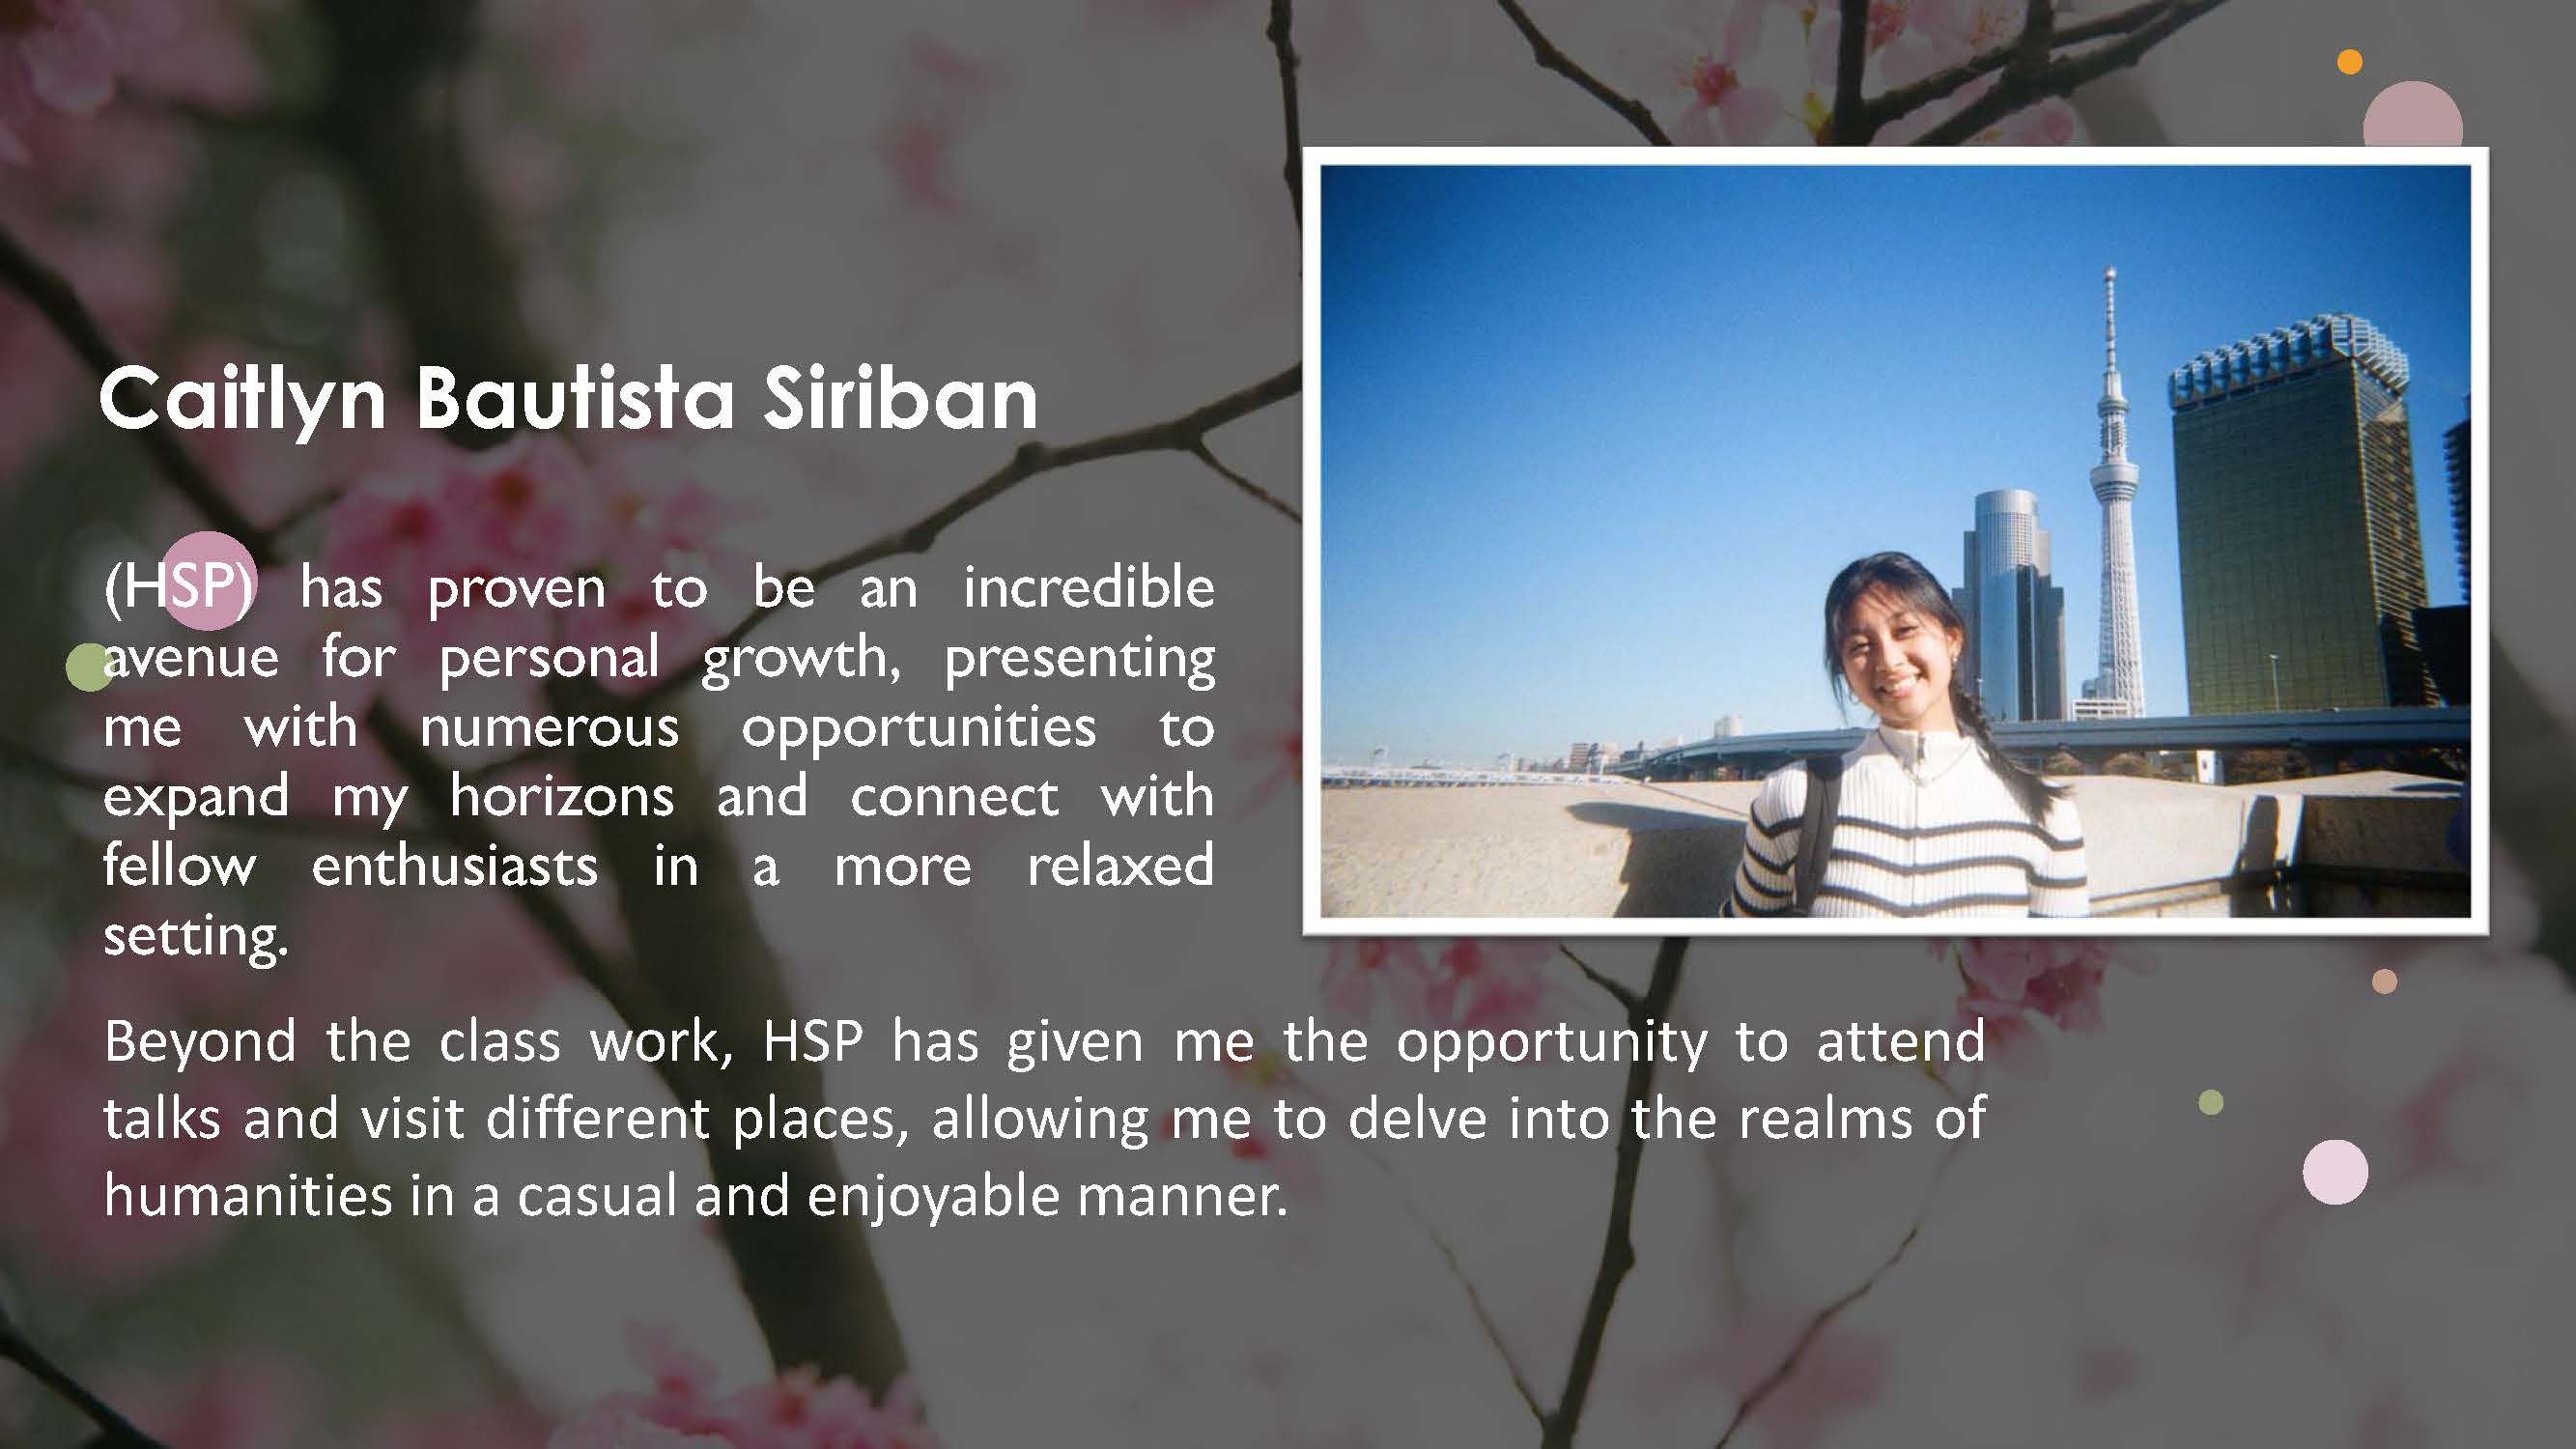 Caitlyn Bautista Siriban
(HSP) has proven to be an incredible
avenue for personal growth, presenting
me with numerous opportunities to
expand my horizons and connect with
fellow enthusiasts in a more relaxed
setting.
Beyond the class work, HSP has given me the opportunity to attend
talks and visit different places, allowing me to delve into the realms of
humanities in a casual and enjoyable manner.